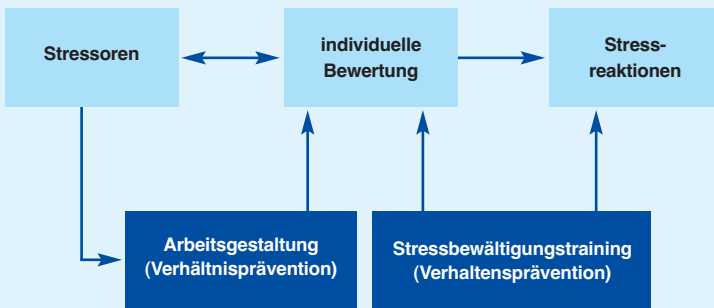 Stressoren
individuelle
Bewertung
Stress-
reaktionen
Arbeitsgestaltung
(Verhältnisprävention)
Stressbewältigungstraining
(Verhaltensprävention)